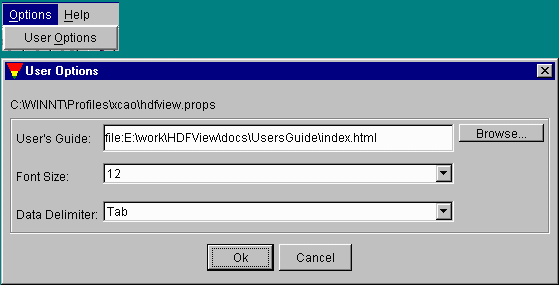 Options Help
User Options
User Options
C:\WINNT\Profiles\xcao\hdfview.props
User's Guide: file:E:\work\HDFView\docs\UsersGuide\index.html Browse...
Font Size: 12
Data Delimiter: Tab
Ok Cancel